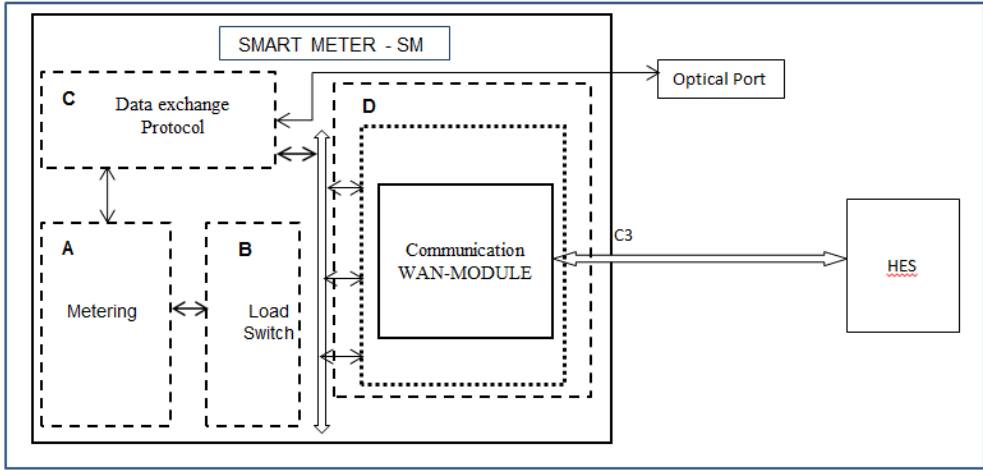 SMART METER - SM
C
Data exchange
Protocol
Optical Port
D
A
Metering
B
Load
Switch
Communication
WAN-MODULE
C3
HES